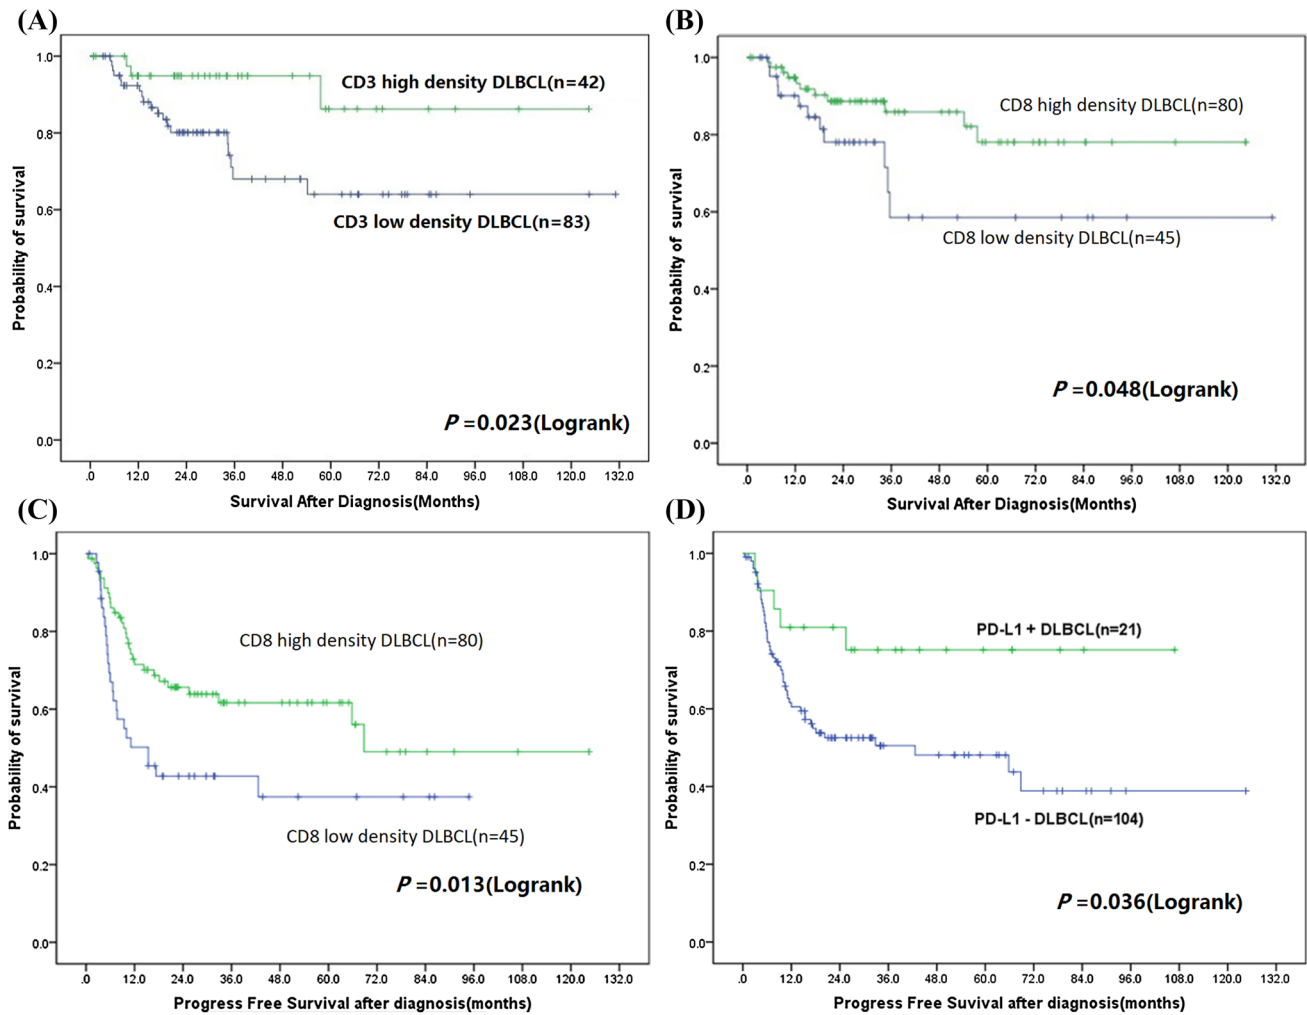 (A)
1.0
0.8
0.6
0.4
0.2
0.0
Probability of survival
CD3 high density DLBCL(n=42)
CD3 low density DLBCL(n=83)
P =0.023(Logrank)
.0 12.0 24.0 36.0 48.0 60.0 72.0 84.0 96.0 108.0 120.0 132.0
Survival After Diagnosis(Months)
(B)
1.0
0.8
0.6
0.4
0.2
0.0
Probabilty of survival
CD8 high density DLBCL(n=80)
CD8 low density DLBCL(n=45)
P =0.048(Logrank)
.0 12.0 24.0 36.0 48.0 60.0 72.0 84.0 96.0 108.0 120.0 132.0
Survival After Diagnosis(Months)
(C)
1.0
0.8
0.6
0.4
0.2
0.0
Probability of survival
CD8 high density DLBCL(n=80)
CD8 low density DLBCL(n=45)
P =0.013(Logrank)
.0 12.0 24.0 36.0 48.0 60.0 72.0 84.0 96.0 108.0 120.0 132.0
Progress Free Survival after diagnosis(months)
(D)
1.0
0.8
0.6
0.4
0.2
0.0
Probability of survival
PD-L1 + DLBCL(n=21)
PD-L1 - DLBCL(n=104)
P =0.036(Logrank)
.0 12.0 24.0 36.0 48.0 60.0 72.0 84.0 96.0 108.0 120.0 132.0
Progress Free Suvival after diagnosis(months)